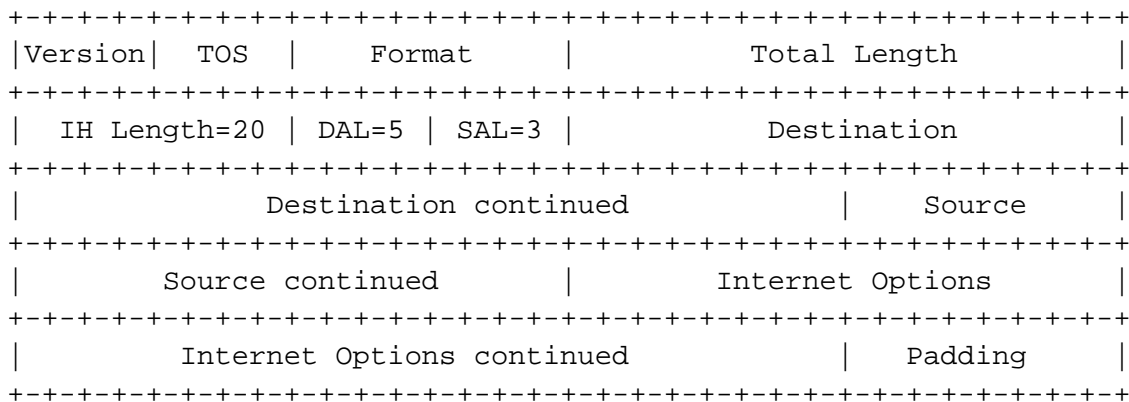 +-+-+-+-+-+-+-+-+-+-+-+-+-+-+-+-+-+-+-+-+-+-+-+-+-+-+-+-+-+-+-+-+
|Version|  TOS  |    Format     |          Total Length         |
+-+-+-+-+-+-+-+-+-+-+-+-+-+-+-+-+-+-+-+-+-+-+-+-+-+-+-+-+-+-+-+-+
|  IH Length=20 | DAL=5 | SAL=3 |           Destination         |
+-+-+-+-+-+-+-+-+-+-+-+-+-+-+-+-+-+-+-+-+-+-+-+-+-+-+-+-+-+-+-+-+
|              Destination continued            |    Source     |
+-+-+-+-+-+-+-+-+-+-+-+-+-+-+-+-+-+-+-+-+-+-+-+-+-+-+-+-+-+-+-+-+
|        Source continued       |        Internet Options       |
+-+-+-+-+-+-+-+-+-+-+-+-+-+-+-+-+-+-+-+-+-+-+-+-+-+-+-+-+-+-+-+-+
|         Internet Options continued            |   Padding     |
+-+-+-+-+-+-+-+-+-+-+-+-+-+-+-+-+-+-+-+-+-+-+-+-+-+-+-+-+-+-+-+-+